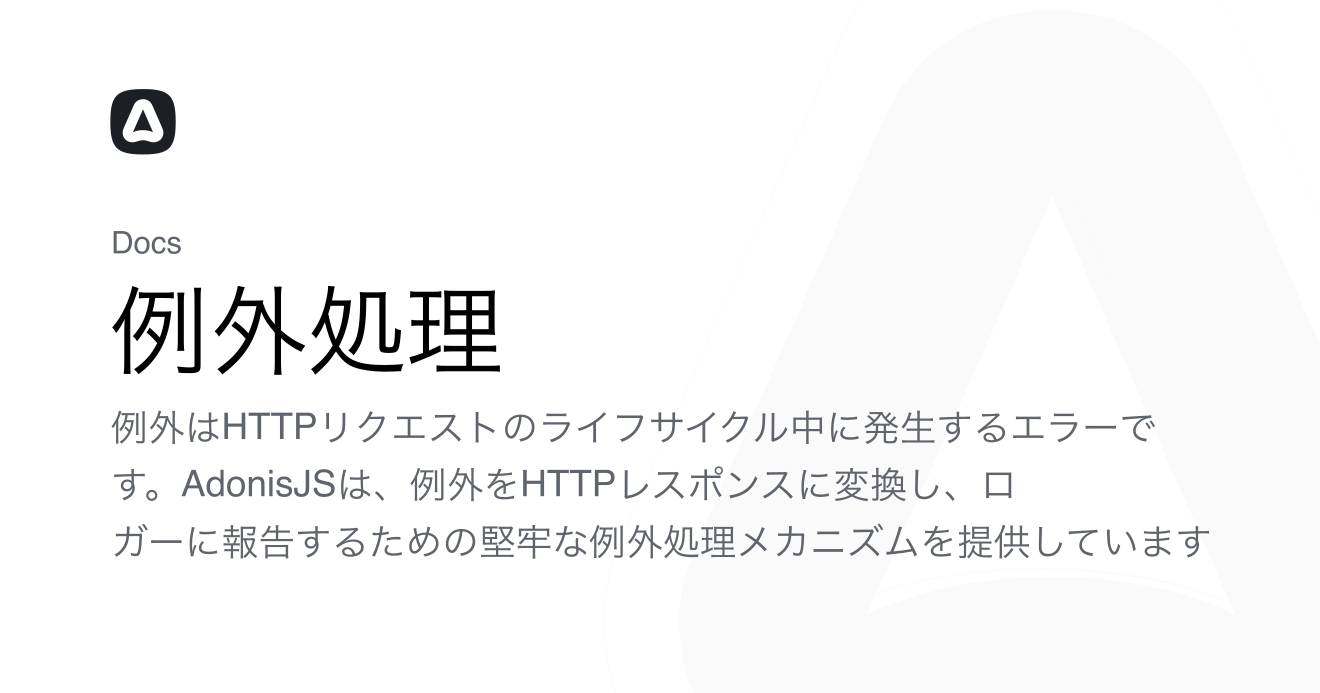 Docs
例外処理
例外はHTTPリクエストのライフサイクル中に発生するエラーで
す。AdonisJSは、例外をHTTPレスポンスに変換し、ロ
ガーに報告するための堅牢な例外処理メカニズムを提供しています